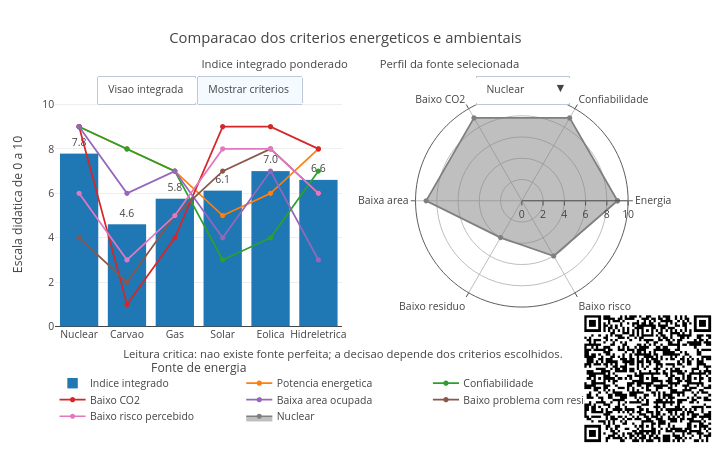 Comparacao dos criterios energeticos e ambientais
Indice integrado ponderado
Perfil da fonte selecionada
Visao integrada
Mostrar criterios
Nuclear ▼
Escala didatica de 0 a 10
10
8
6
4
2
0
7.8
4.6
5.8
6.1
7.0
6.6
Nuclear
Carvao
Gas
Solar
Eolica
Hidreletrica
Fonte de energia
Baixo CO2
Confiabilidade
Baixa area
Energia
Baixo residuo
Baixo risco
0
2
4
6
8
10
Leitura critica: nao existe fonte perfeita; a decisao depende dos criterios escolhidos.
Indice integrado
Potencia energetica
Confiabilidade
Baixo CO2
Baixa area ocupada
Baixo problema com
Baixo risco percebido
Nuclear